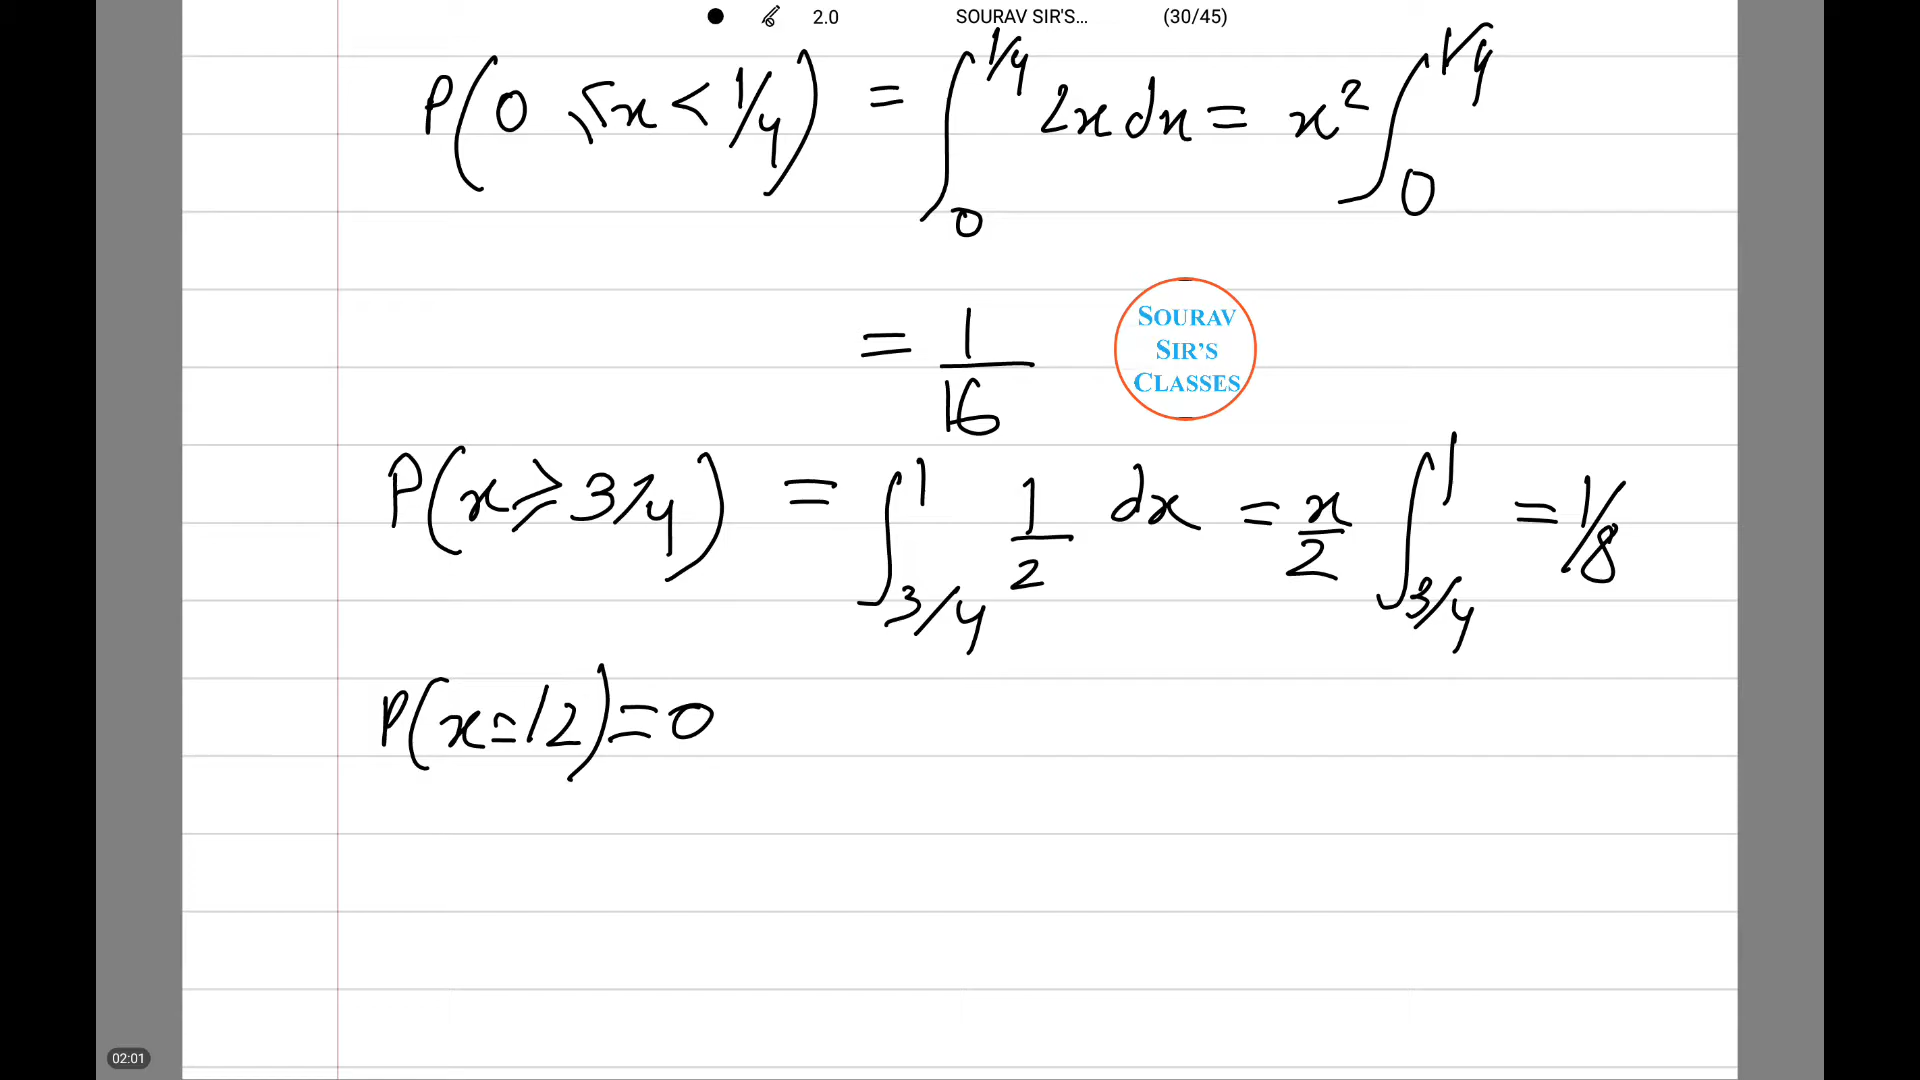 2.0 SOURAV SIR'S... (30/45)
P(0 ≤ x < 1/4) = ∫₀^{1/4} 2x dx = x² ∫₀^{1/4}
= 1/16
SOURAV
SIR'S
CLASSES
P(x ≥ 3/4) = ∫_{3/4}^{1} 1/2 dx = x/2 ∫_{3/4}^{1} = 1/8
P(x=12)=0
02:01